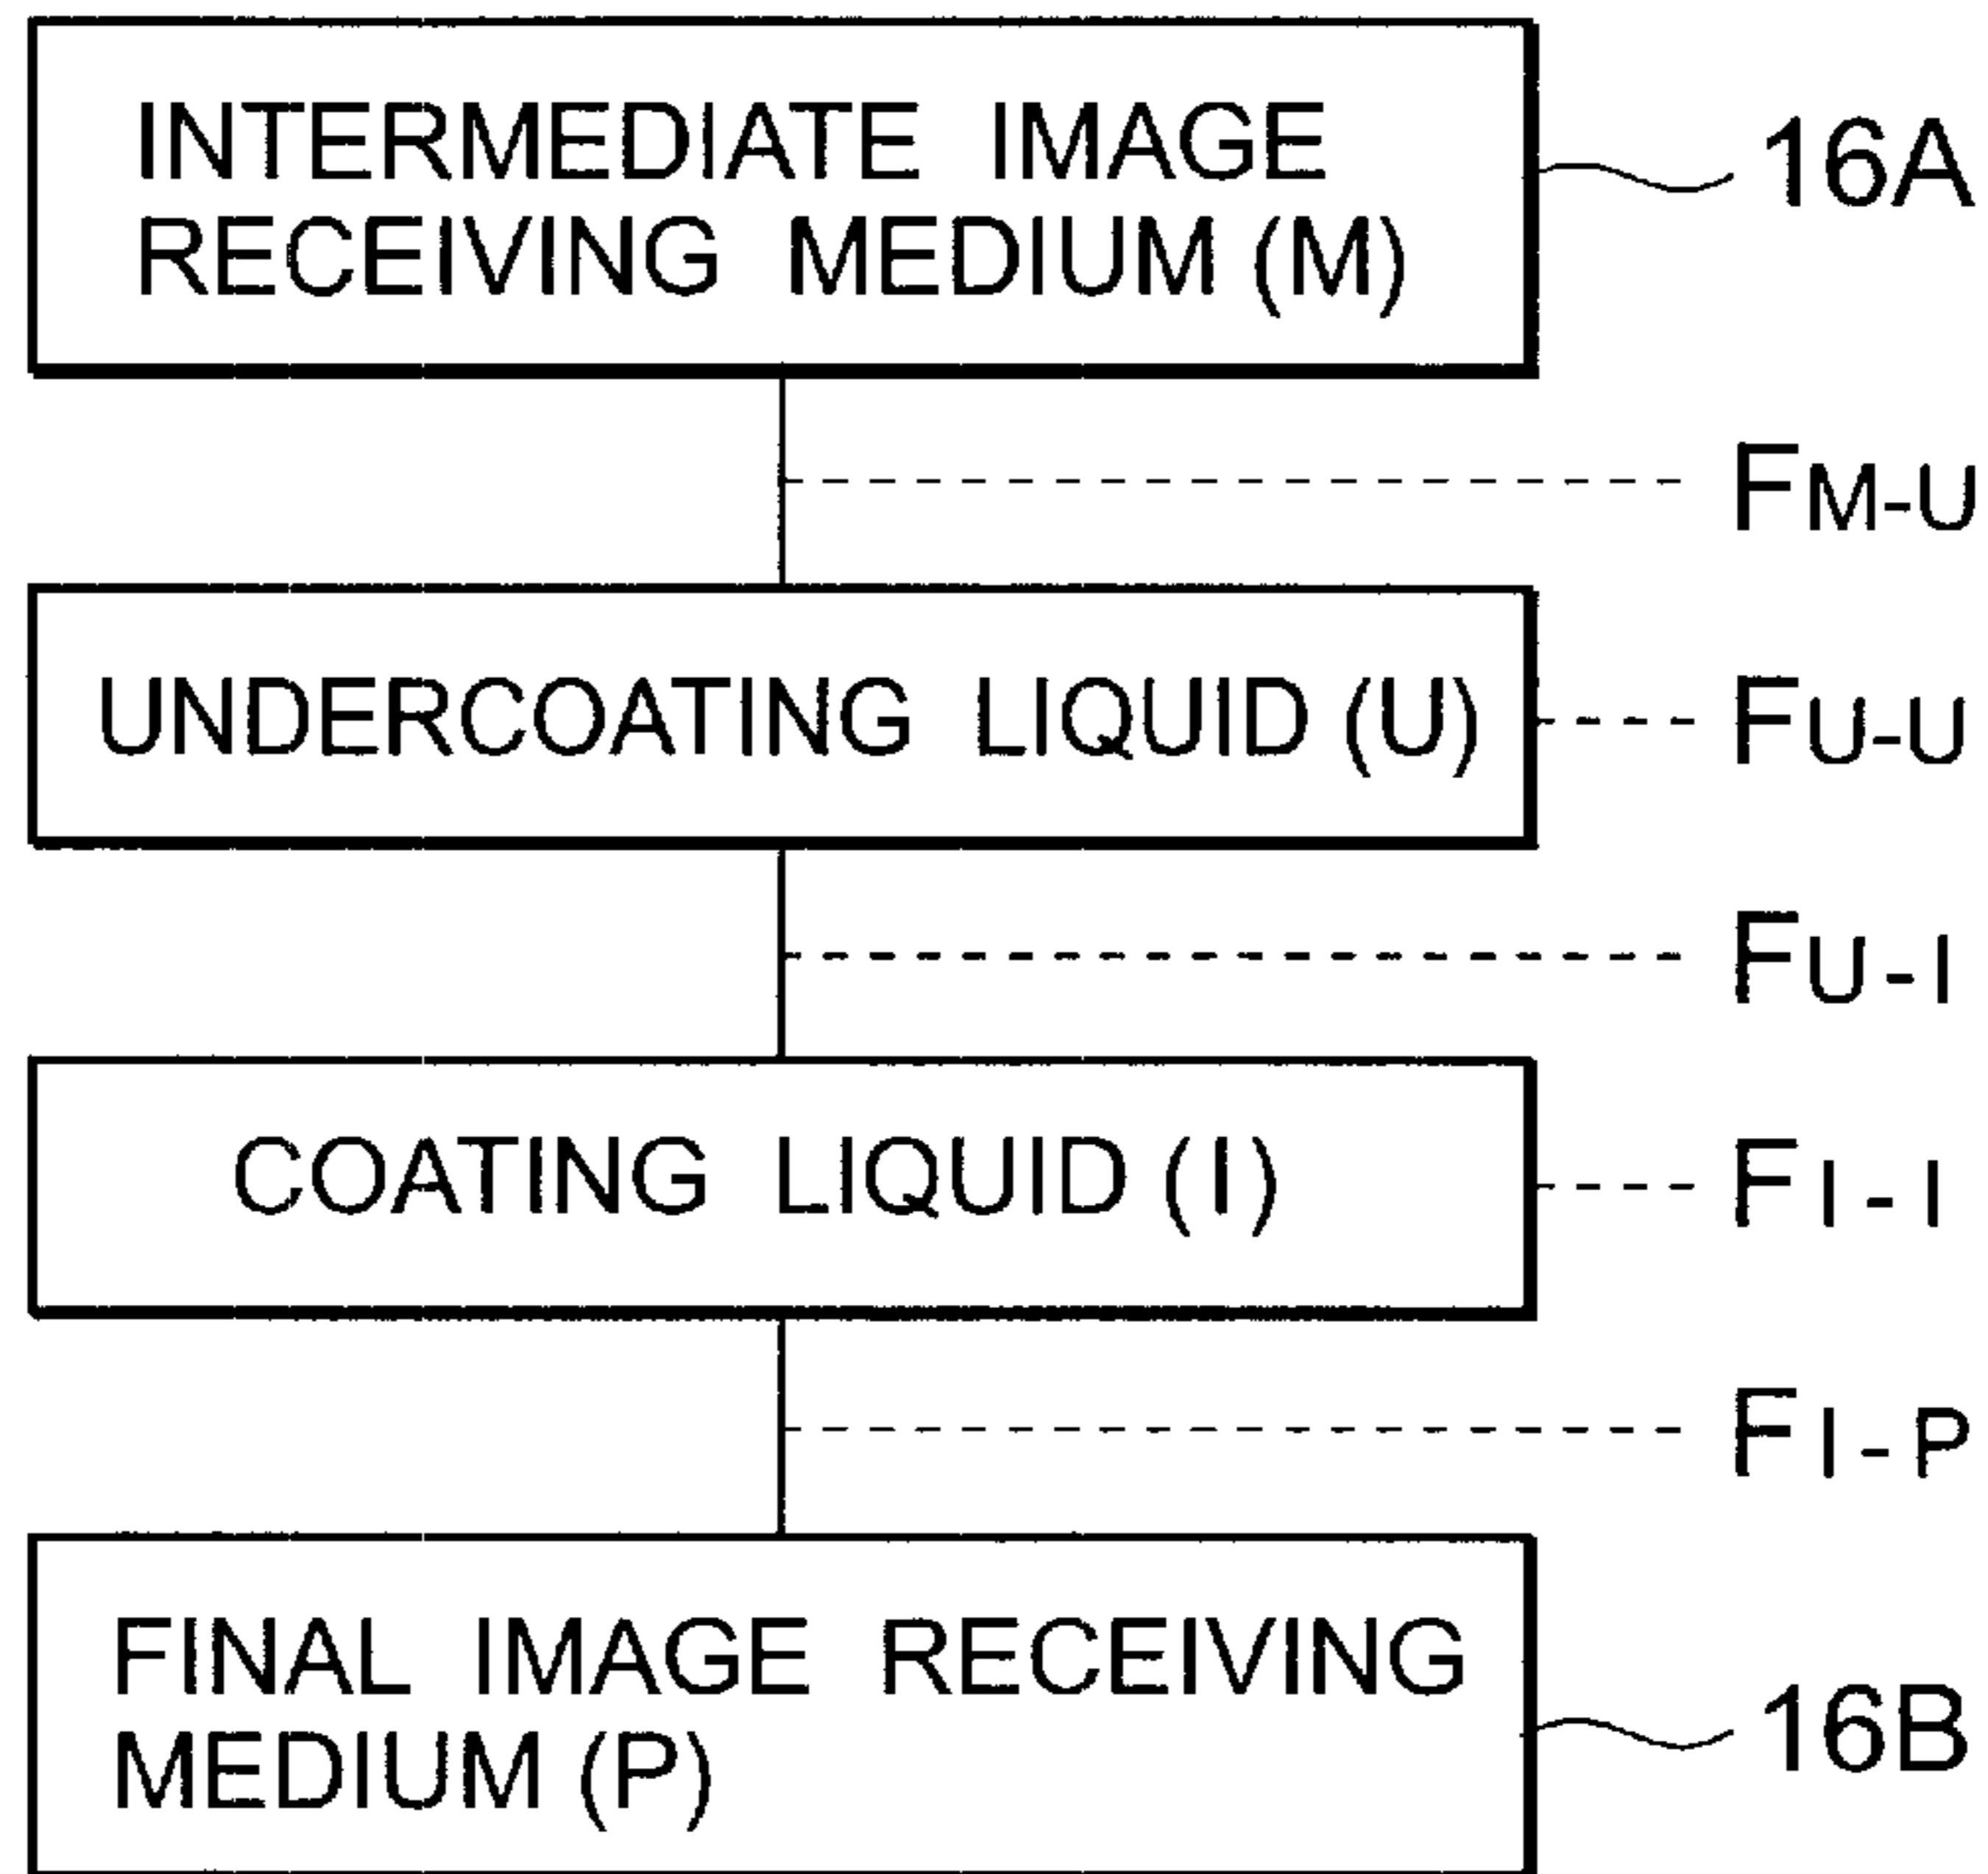 INTERMEDIATE IMAGE
RECEIVING MEDIUM (M)
16A
FM-U
UNDERCOATING LIQUID (U)
FU-U
FU-I
COATING LIQUID (I)
FI-I
FI-P
FINAL IMAGE RECEIVING
MEDIUM (P)
16B